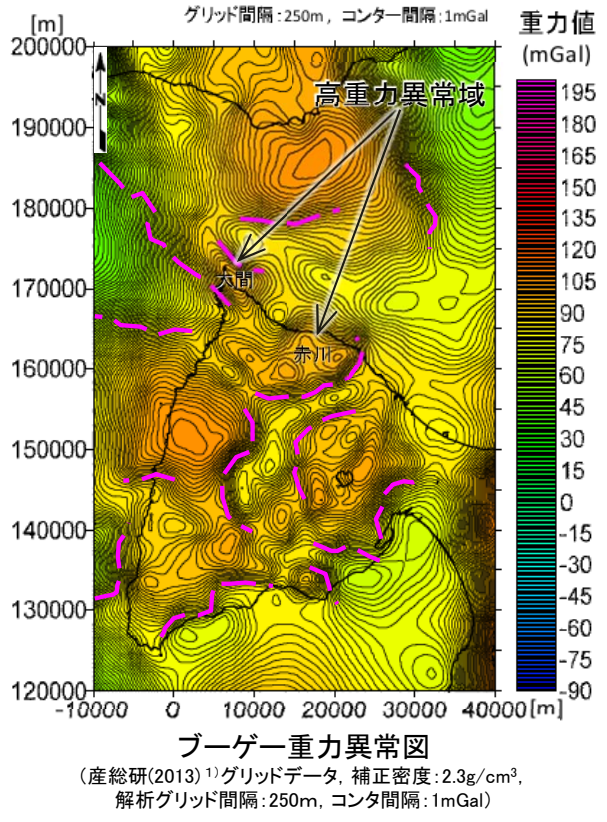 グリッド間隔:250m, コンター間隔:1mGal
重力値
(mGal)
[m]
200000
190000
180000
170000
160000
150000
140000
130000
120000
N
高重力異常域
大間
赤川
195
180
165
150
135
120
105
90
75
60
45
30
15
0
-15
-30
-45
-60
-75
-90
-10000
0
10000
20000
30000
40000
[m]
ブーゲー重力異常図
(産総研(2013)1)グリッドデータ, 補正密度:2.3g/cm3,
解析グリッド間隔:250m, コンタ間隔:1mGal)